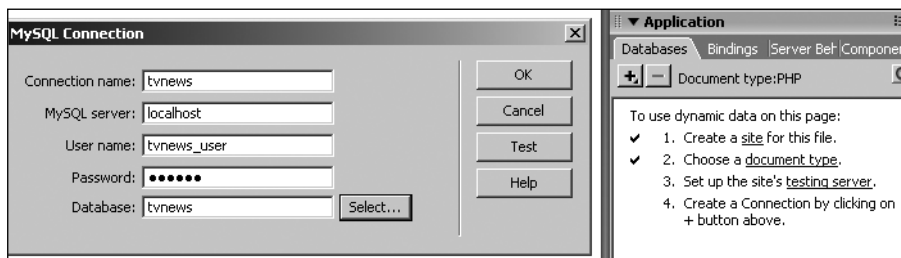 MySQL Connection
Connection name: tvnews
MySQL server: localhost
User name: tvnews_user
Password: ●●●●●●
Database: tvnews
Select...
OK
Cancel
Test
Help
Application
Databases Bindings Server Beh Componen
Document type:PHP
To use dynamic data on this page:
✔ 1. Create a site for this file.
✔ 2. Choose a document type.
3. Set up the site's testing server.
4. Create a Connection by clicking on
+ button above.